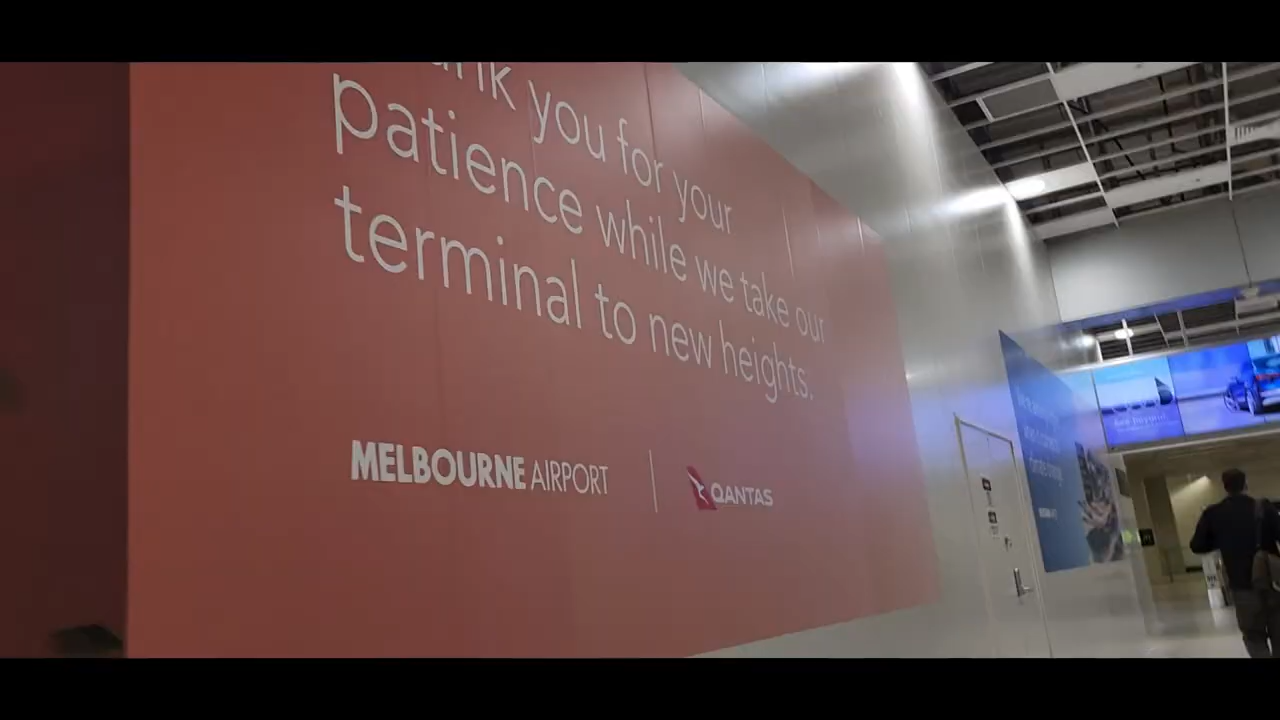 you for your
patience while we take our
terminal to new heights.
MELBOURNE AIRPORT | QANTAS